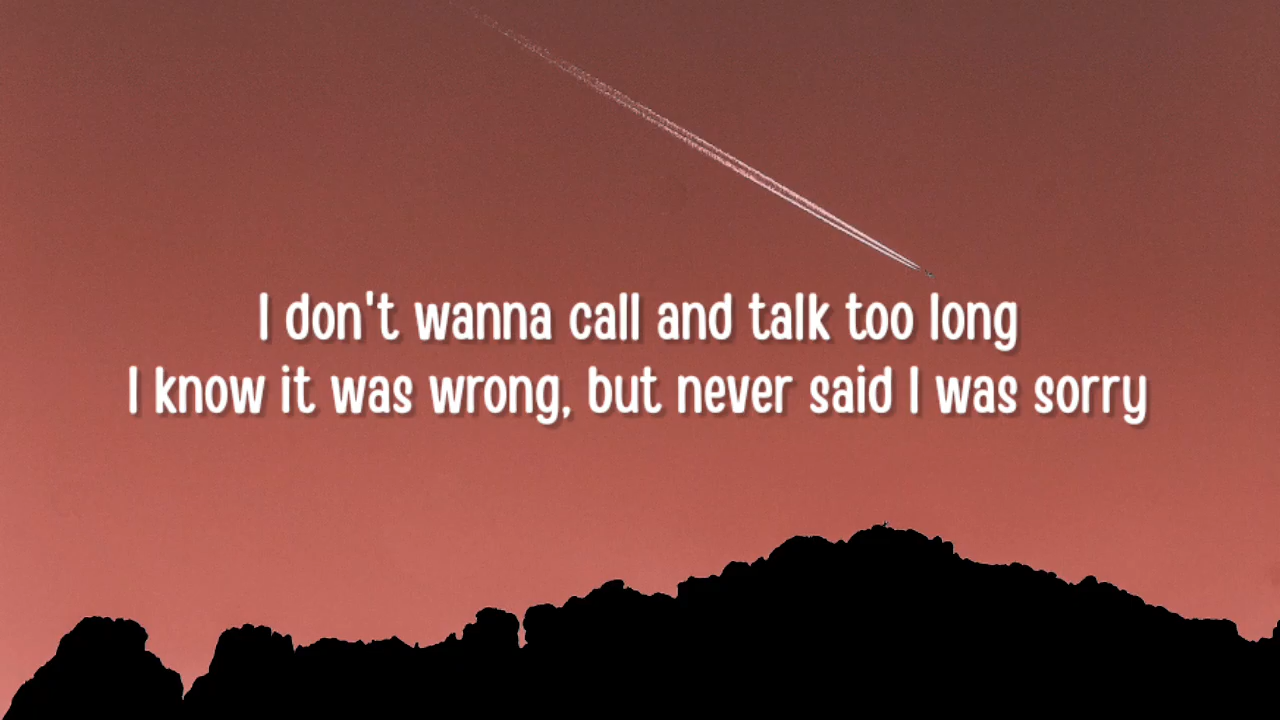 I don't wanna call and talk too long
I know it was wrong, but never said I was sorry